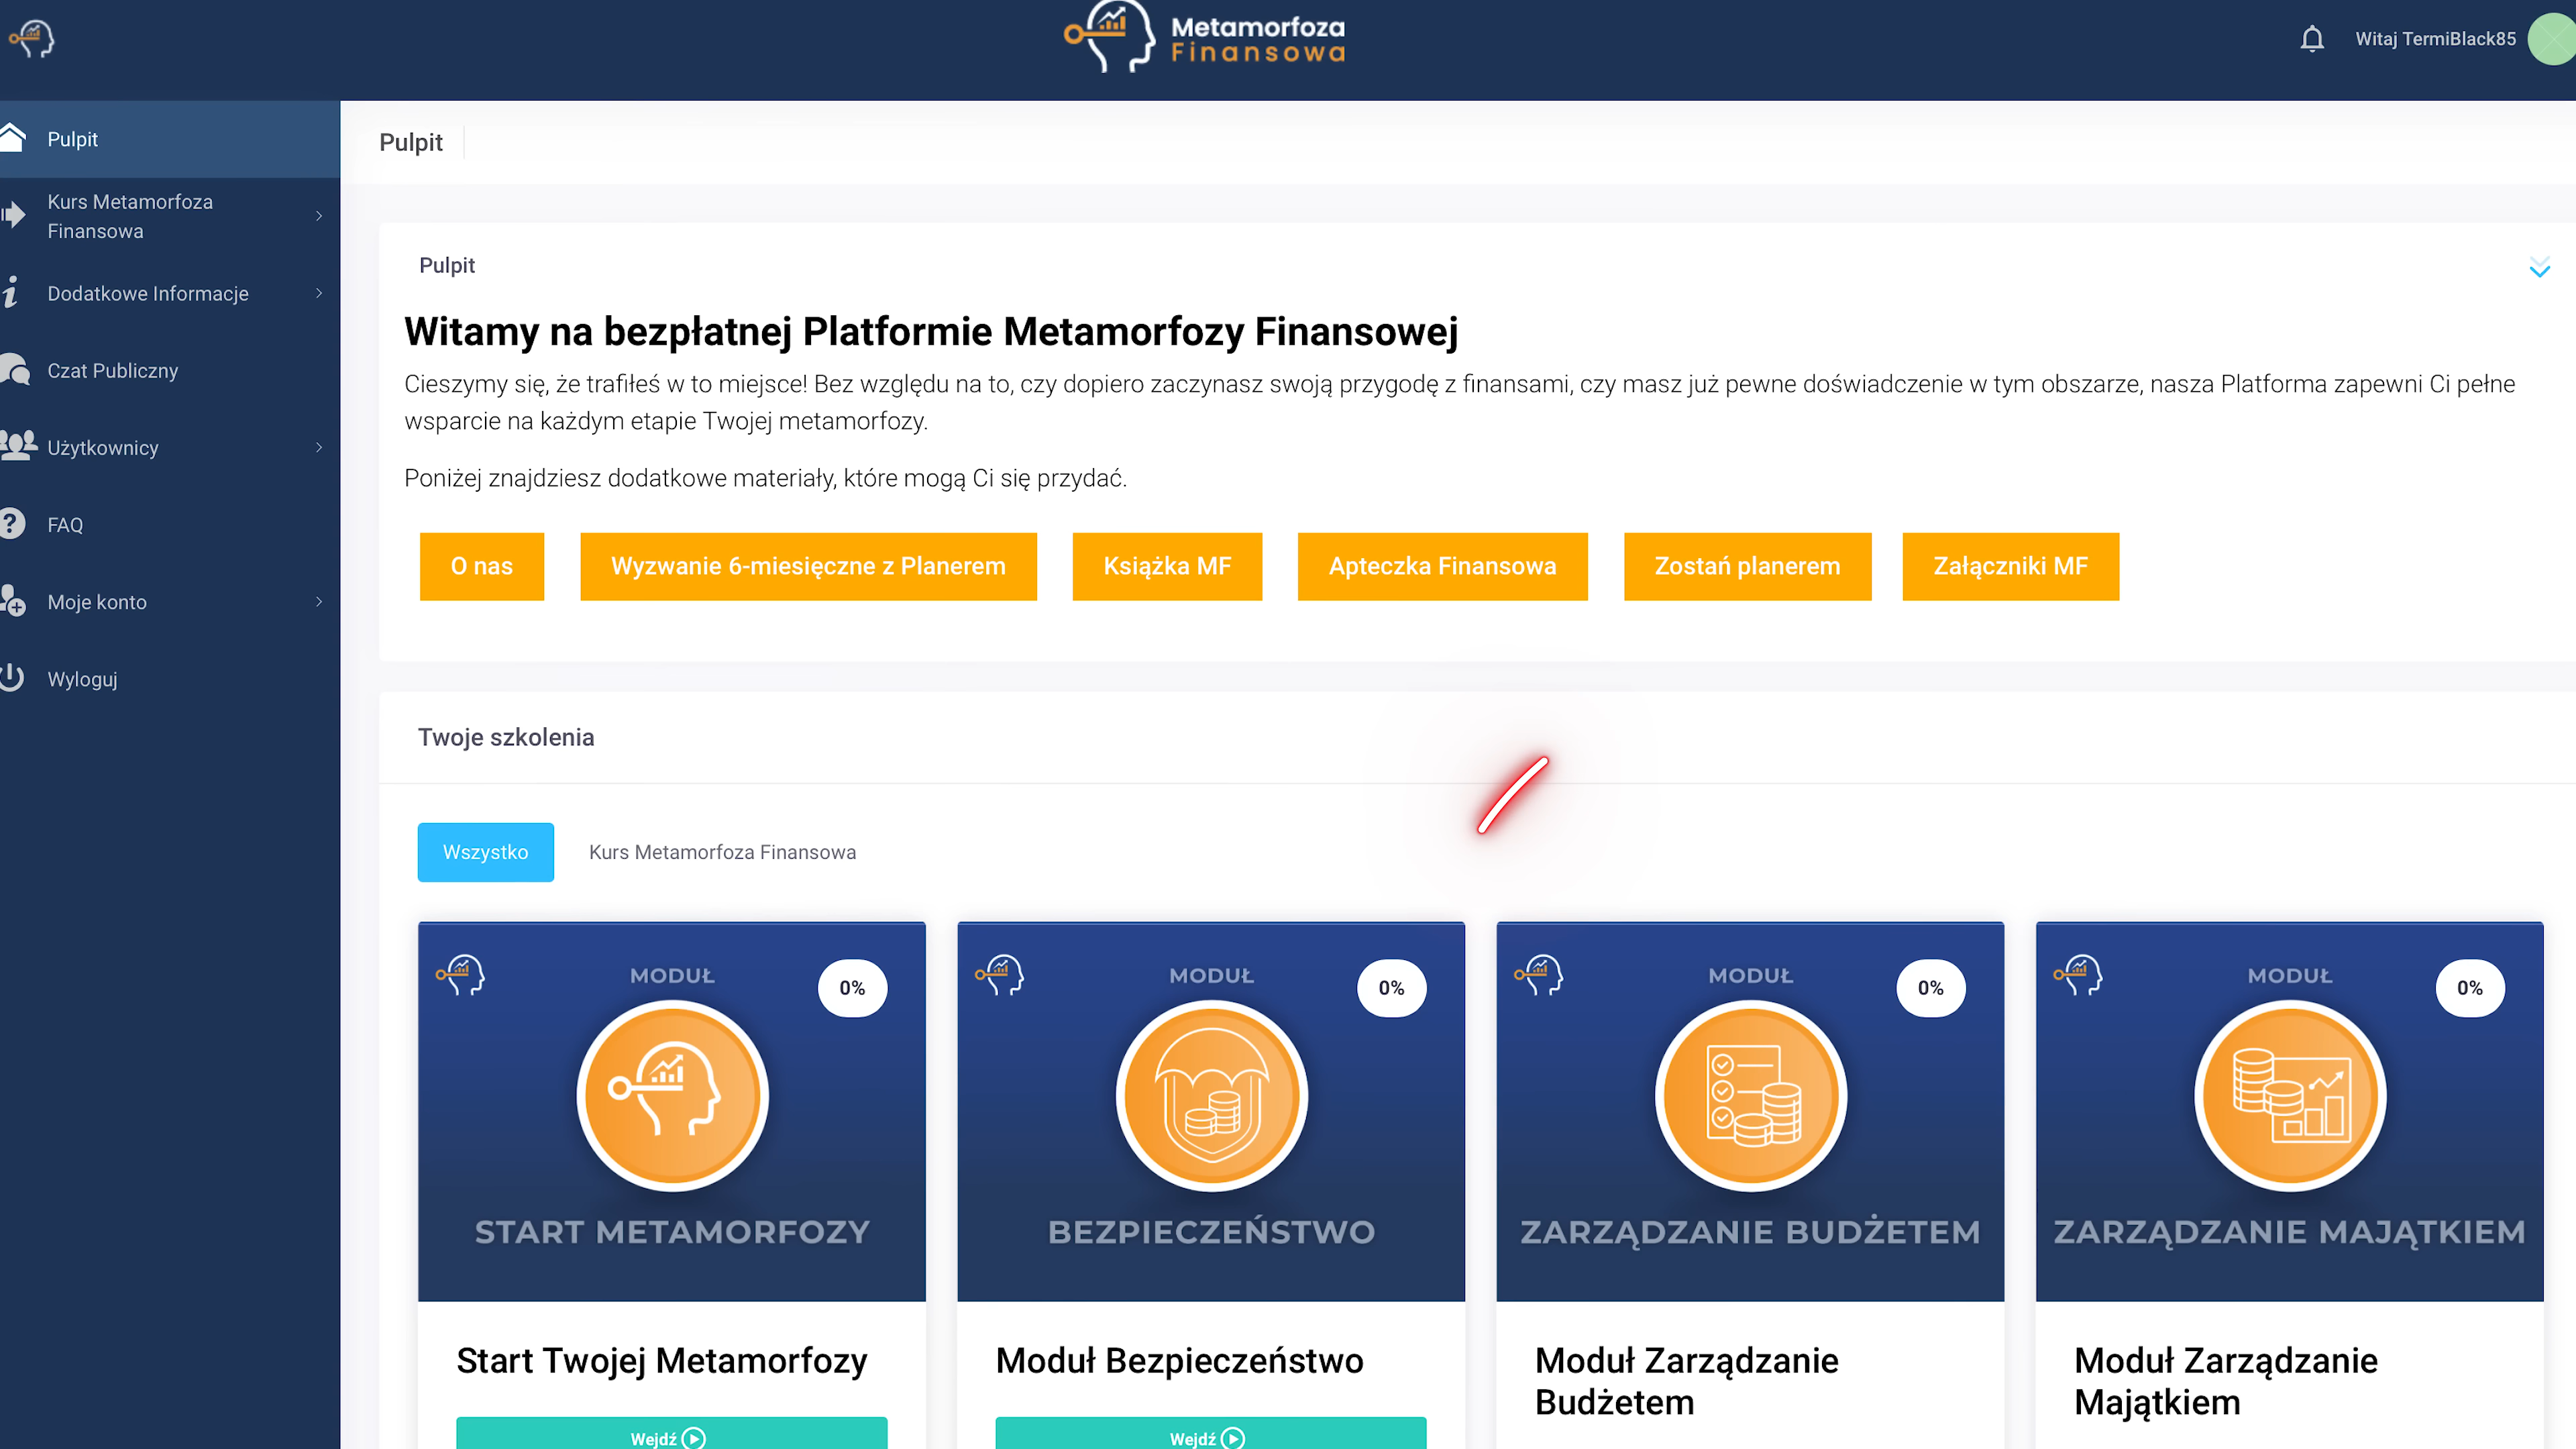 Metamorfoza
Finansowa
Witaj TermiBlack85
Pulpit
Kurs Metamorfoza
Finansowa
Dodatkowe Informacje
Czat Publiczny
Użytkownicy
FAQ
Moje konto
Wyloguj
Pulpit
Pulpit
Witamy na bezpłatnej Platformie Metamorfozy Finansowej
Cieszymy się, że trafiłeś w to miejsce! Bez względu na to, czy dopiero zaczynasz swoją przygodę z finansami, czy masz już pewne doświadczenie w tym obszarze, nasza Platforma zapewni Ci pełne
wsparcie na każdym etapie Twojej metamorfozy.
Poniżej znajdziesz dodatkowe materiały, które mogą Ci się przydać.
O nas
Wyzwanie 6-miesięczne z Planerem
Książka MF
Apteczka Finansowa
Zostań planerem
Załączniki MF
Twoje szkolenia
Wszystko
Kurs Metamorfoza Finansowa
MODUŁ
0%
START METAMORFOZY
Start Twojej Metamorfozy
Wejdź
MODUŁ
0%
BEZPIECZEŃSTWO
Moduł Bezpieczeństwo
Wejdź
MODUŁ
0%
ZARZĄDZANIE BUDŻETEM
Moduł Zarządzanie
Budżetem
MODUŁ
0%
ZARZĄDZANIE MAJĄTKIEM
Moduł Zarządzanie
Majątkiem